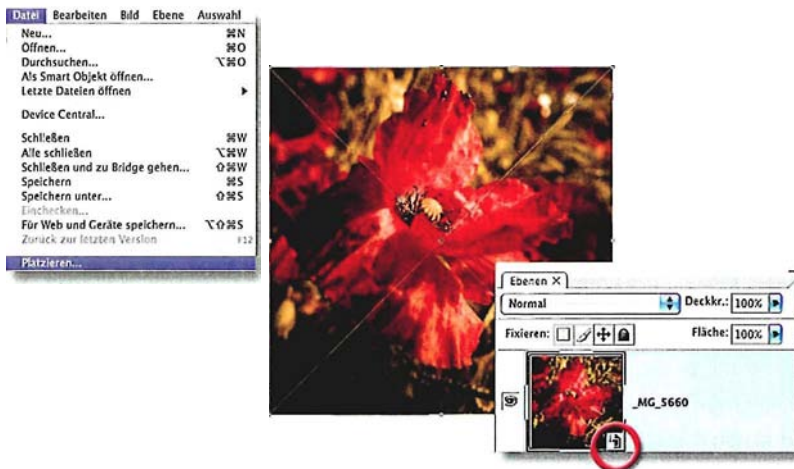 Datei Bearbeiten Bild Ebene Auswahl
Neu... ⌘N
Öffnen... ⌘O
Durchsuchen... ⌥⌘O
Als Smart Objekt öffnen...
Letzte Dateien öffnen
Device Central...
Schließen ⌘W
Alle schließen ⌥⌘W
Schließen und zu Bridge gehen... ⇧⌘W
Speichern ⌘S
Speichern unter... ⇧⌘S
Einchecken...
Für Web und Geräte speichern... ⌥⇧⌘S
Zurück zur letzten Version F12
Platzieren...
Ebenen X
Normal Deckkr.: 100%
Fixieren: Fläche: 100%
_MG_5660